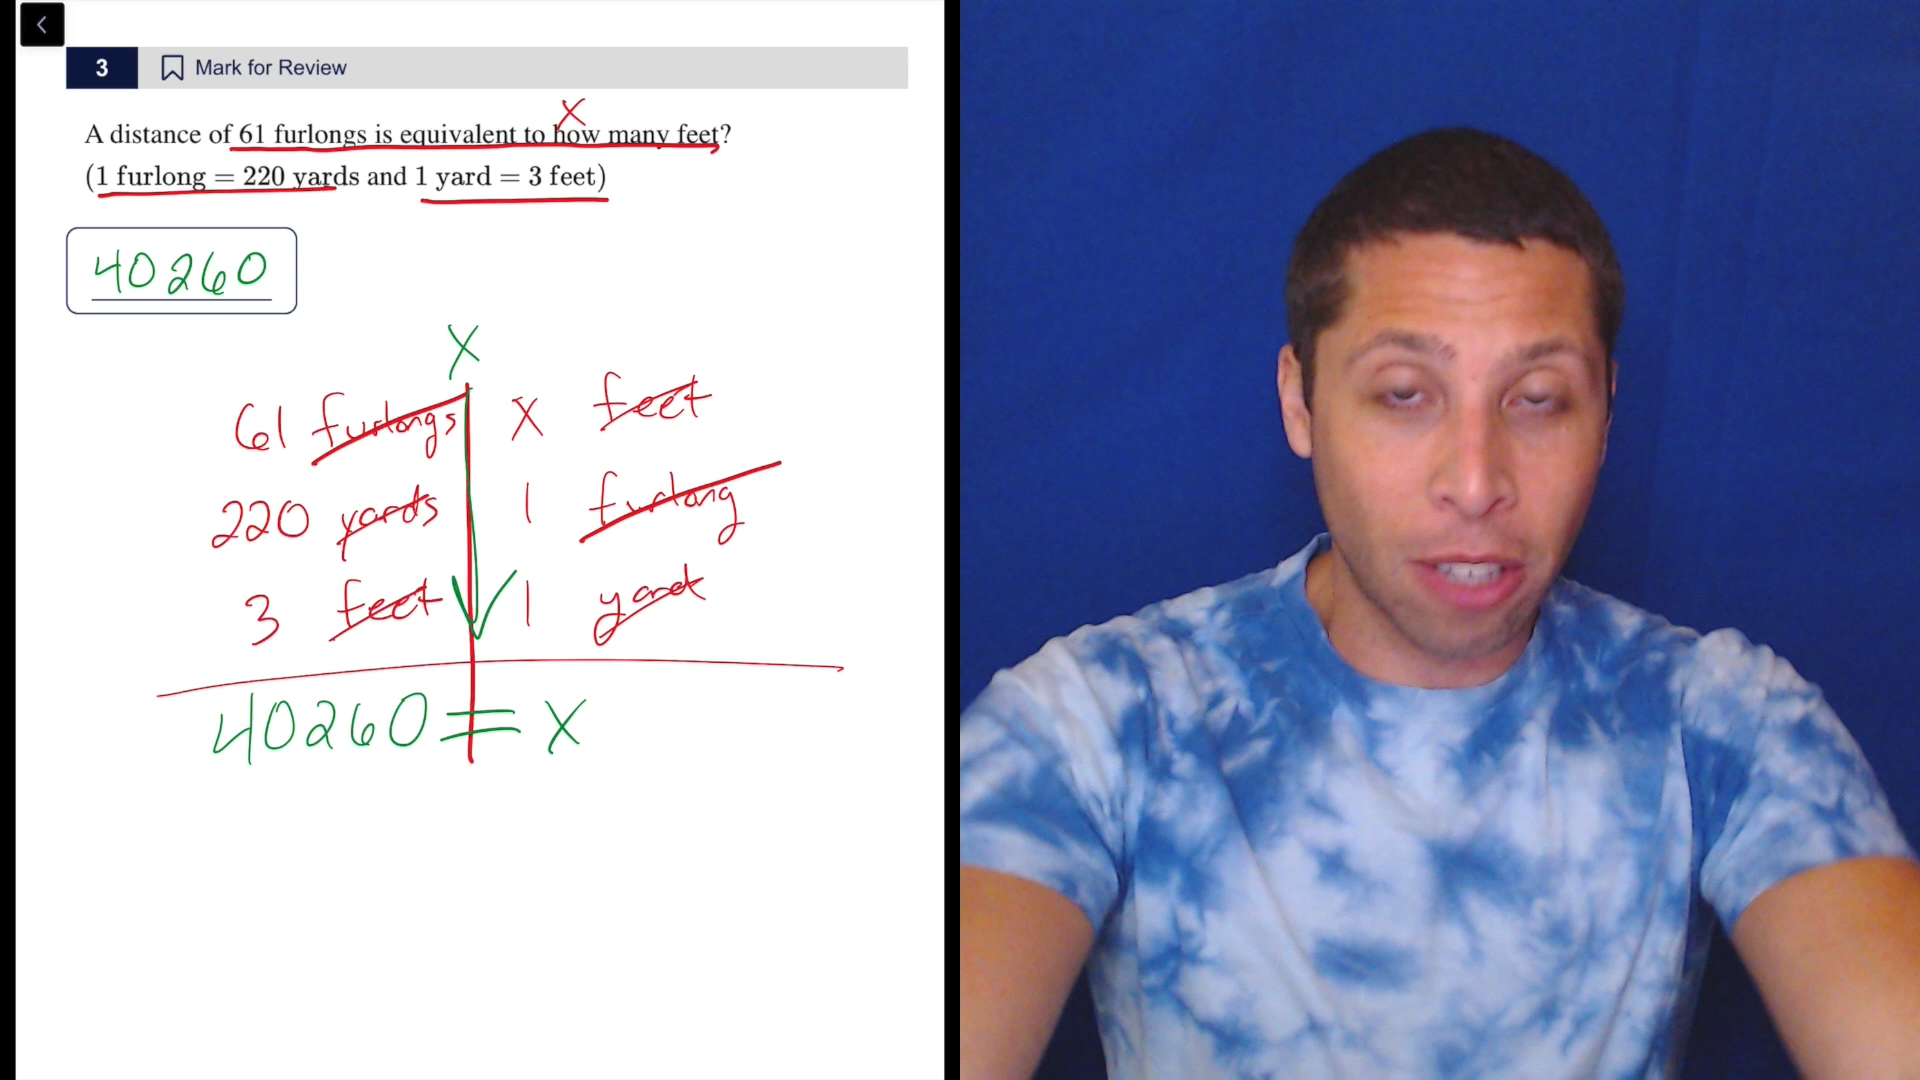 3 Mark for Review
X
A distance of 61 furlongs is equivalent to how many feet?
(1 furlong = 220 yards and 1 yard = 3 feet)
40260
X
61 furlongs X feet
220 yards 1 furlong
3 feet 1 yard
40260 = X